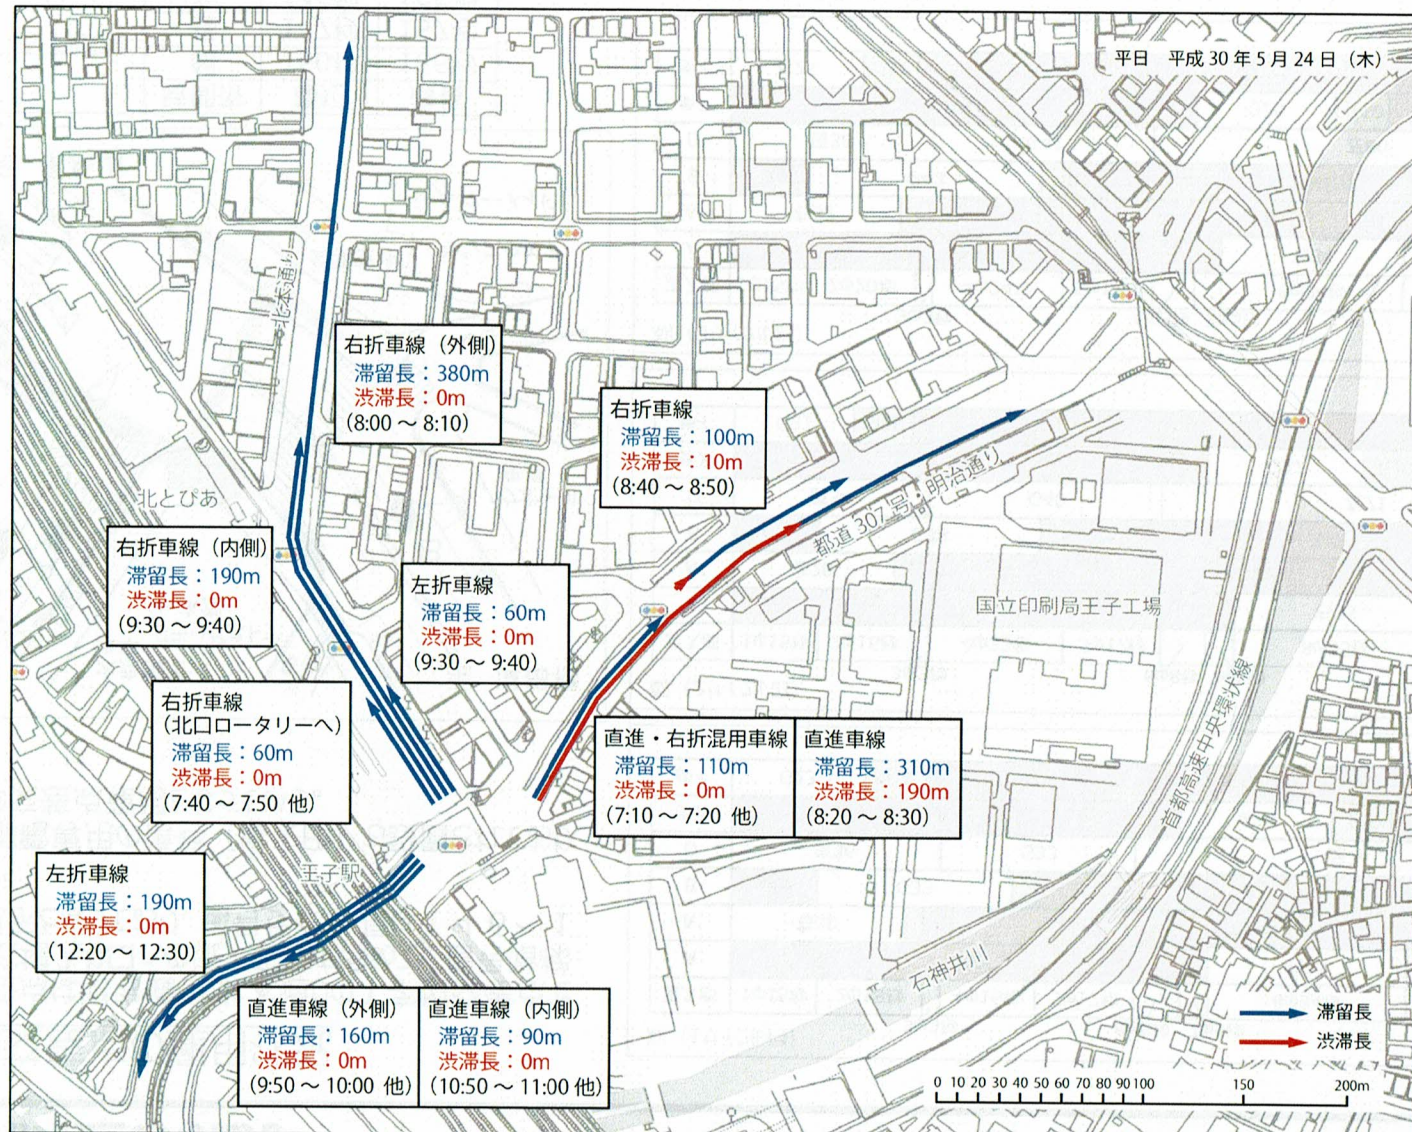 平日 平成30年5月24日（木）
北本通り
右折車線（外側）
滞留長：380m
渋滞長：0m
(8:00～8:10)
右折車線
滞留長：100m
渋滞長：10m
(8:40～8:50)
北とぴあ
都道307号：明治通り
右折車線（内側）
滞留長：190m
渋滞長：0m
(9:30～9:40)
左折車線
滞留長：60m
渋滞長：0m
(9:30～9:40)
国立印刷局王子工場
右折車線
（北口ロータリーへ）
滞留長：60m
渋滞長：0m
(7:40～7:50 他)
直進・右折混用車線
滞留長：110m
渋滞長：0m
(7:10～7:20 他)
直進車線
滞留長：310m
渋滞長：190m
(8:20～8:30)
首都高速中央環状線
王子駅
左折車線
滞留長：190m
渋滞長：0m
(12:20～12:30)
石神井川
直進車線（外側）
滞留長：160m
渋滞長：0m
(9:50～10:00 他)
直進車線（内側）
滞留長：90m
渋滞長：0m
(10:50～11:00 他)
滞留長
渋滞長
0 10 20 30 40 50 60 70 80 90 100 150 200m